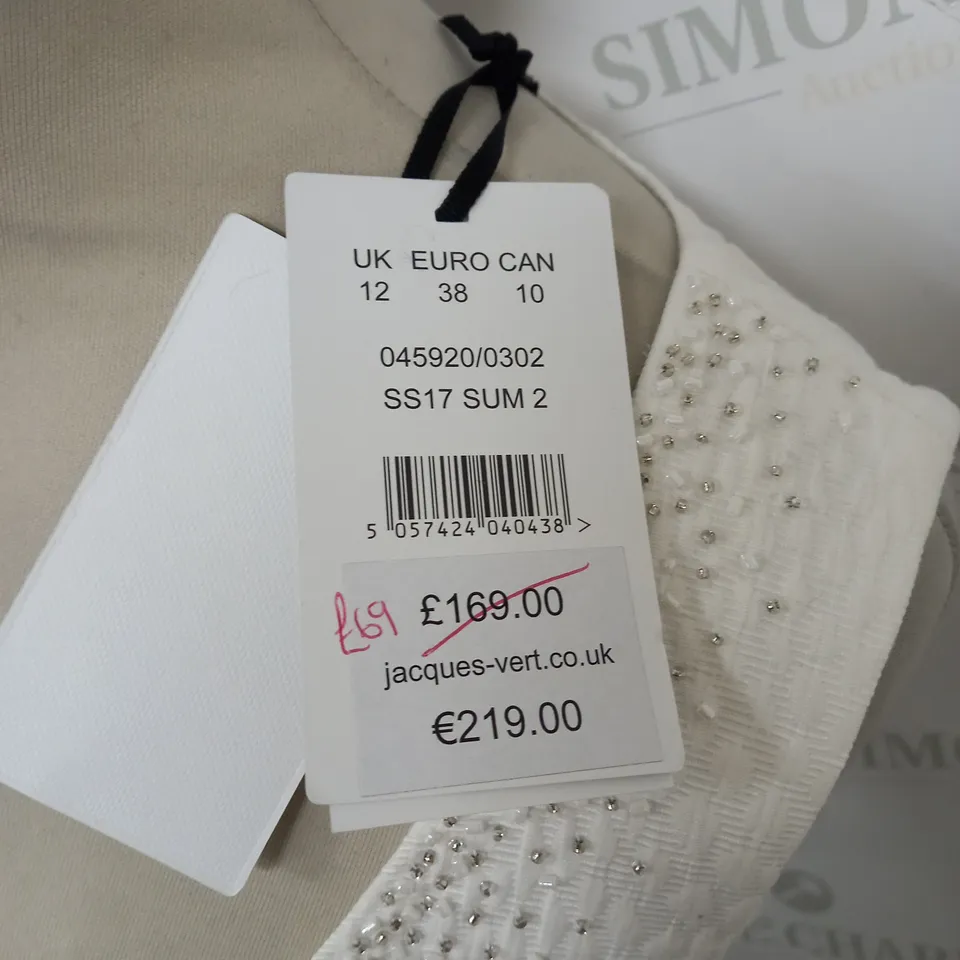 SIMON
Auctio
UK EURO CAN
12 38 10
045920/0302
SS17 SUM 2
5 057424 040438 >
£69 £169.00
jacques-vert.co.uk
€219.00